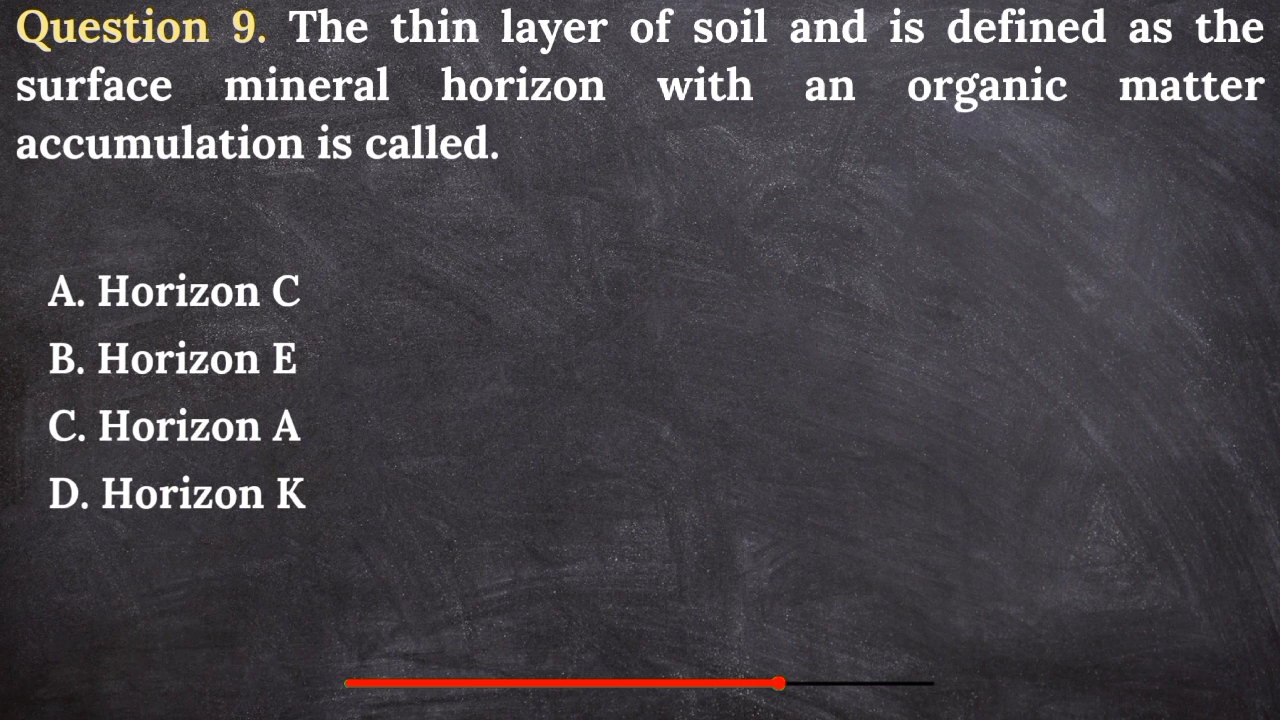 Question 9. The thin layer of soil and is defined as the
surface mineral horizon with an organic matter
accumulation is called.
A. Horizon C
B. Horizon E
C. Horizon A
D. Horizon K